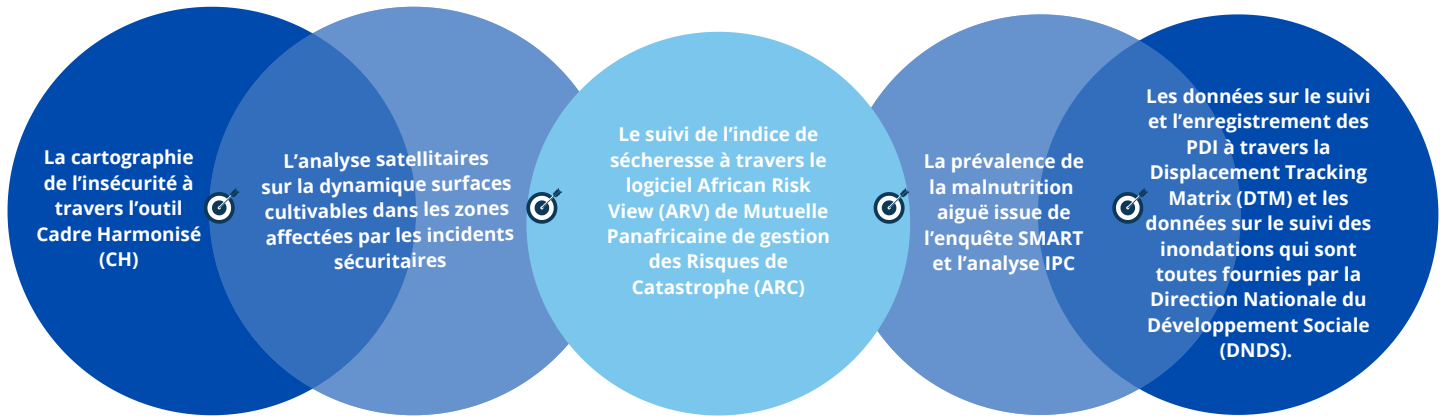 La cartographie
de l'insécurité à
travers l'outil
Cadre Harmonisé
(CH)
L'analyse satellitaires
sur la dynamique surfaces
cultivables dans les zones
affectées par les incidents
sécuritaires
Le suivi de l'indice de
sécheresse à travers le
logiciel African Risk
View (ARV) de Mutuelle
Panafricaine de gestion
des Risques de
Catastrophe (ARC)
La prévalence de
la malnutrition
aiguë issue de
l'enquête SMART
et l'analyse IPC
Les données sur le suivi
et l'enregistrement des
PDI à travers la
Displacement Tracking
Matrix (DTM) et les
données sur le suivi des
inondations qui sont
toutes fournies par la
Direction Nationale du
Développement Sociale
(DNDS).